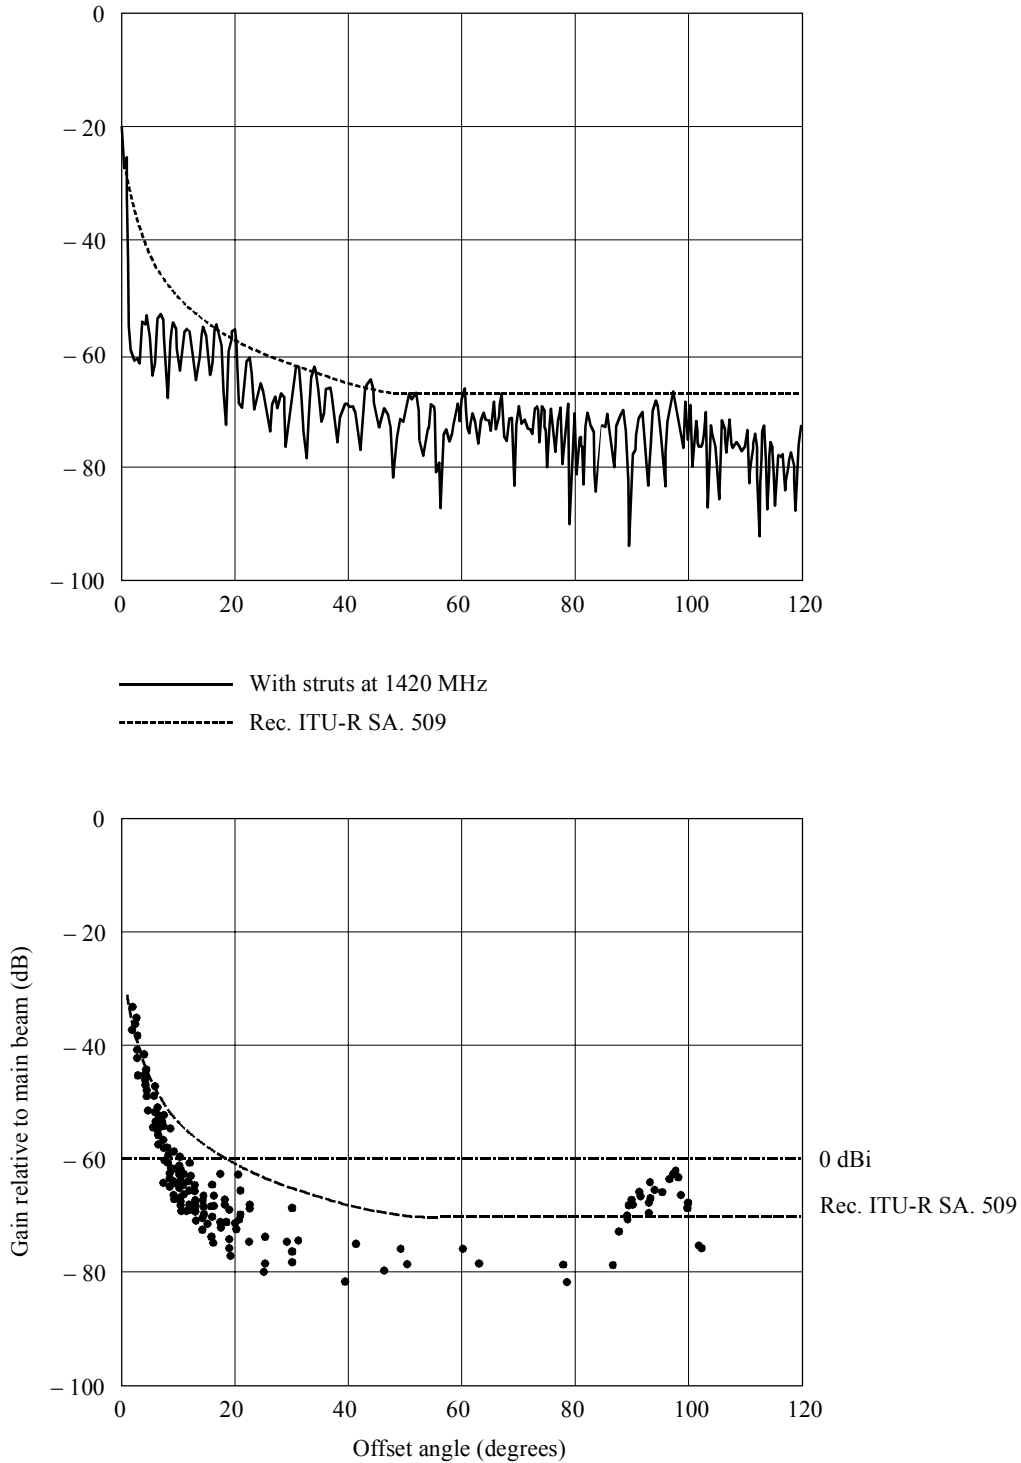 0
– 20
– 40
– 60
– 80
– 100
0 20 40 60 80 100 120
With struts at 1420 MHz
Rec. ITU-R SA. 509
Gain relative to main beam (dB)
0
– 20
– 40
– 60
– 80
– 100
0 dBi
Rec. ITU-R SA. 509
0 20 40 60 80 100 120
Offset angle (degrees)